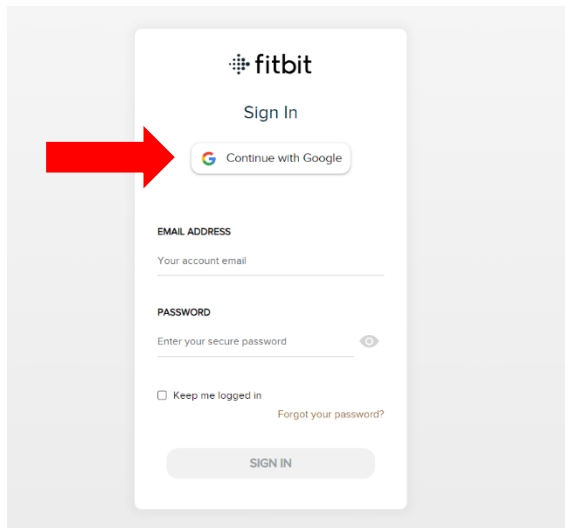 fitbit
Sign In
Continue with Google
EMAIL ADDRESS
Your account email
PASSWORD
Enter your secure password
Keep me logged in
Forgot your password?
SIGN IN